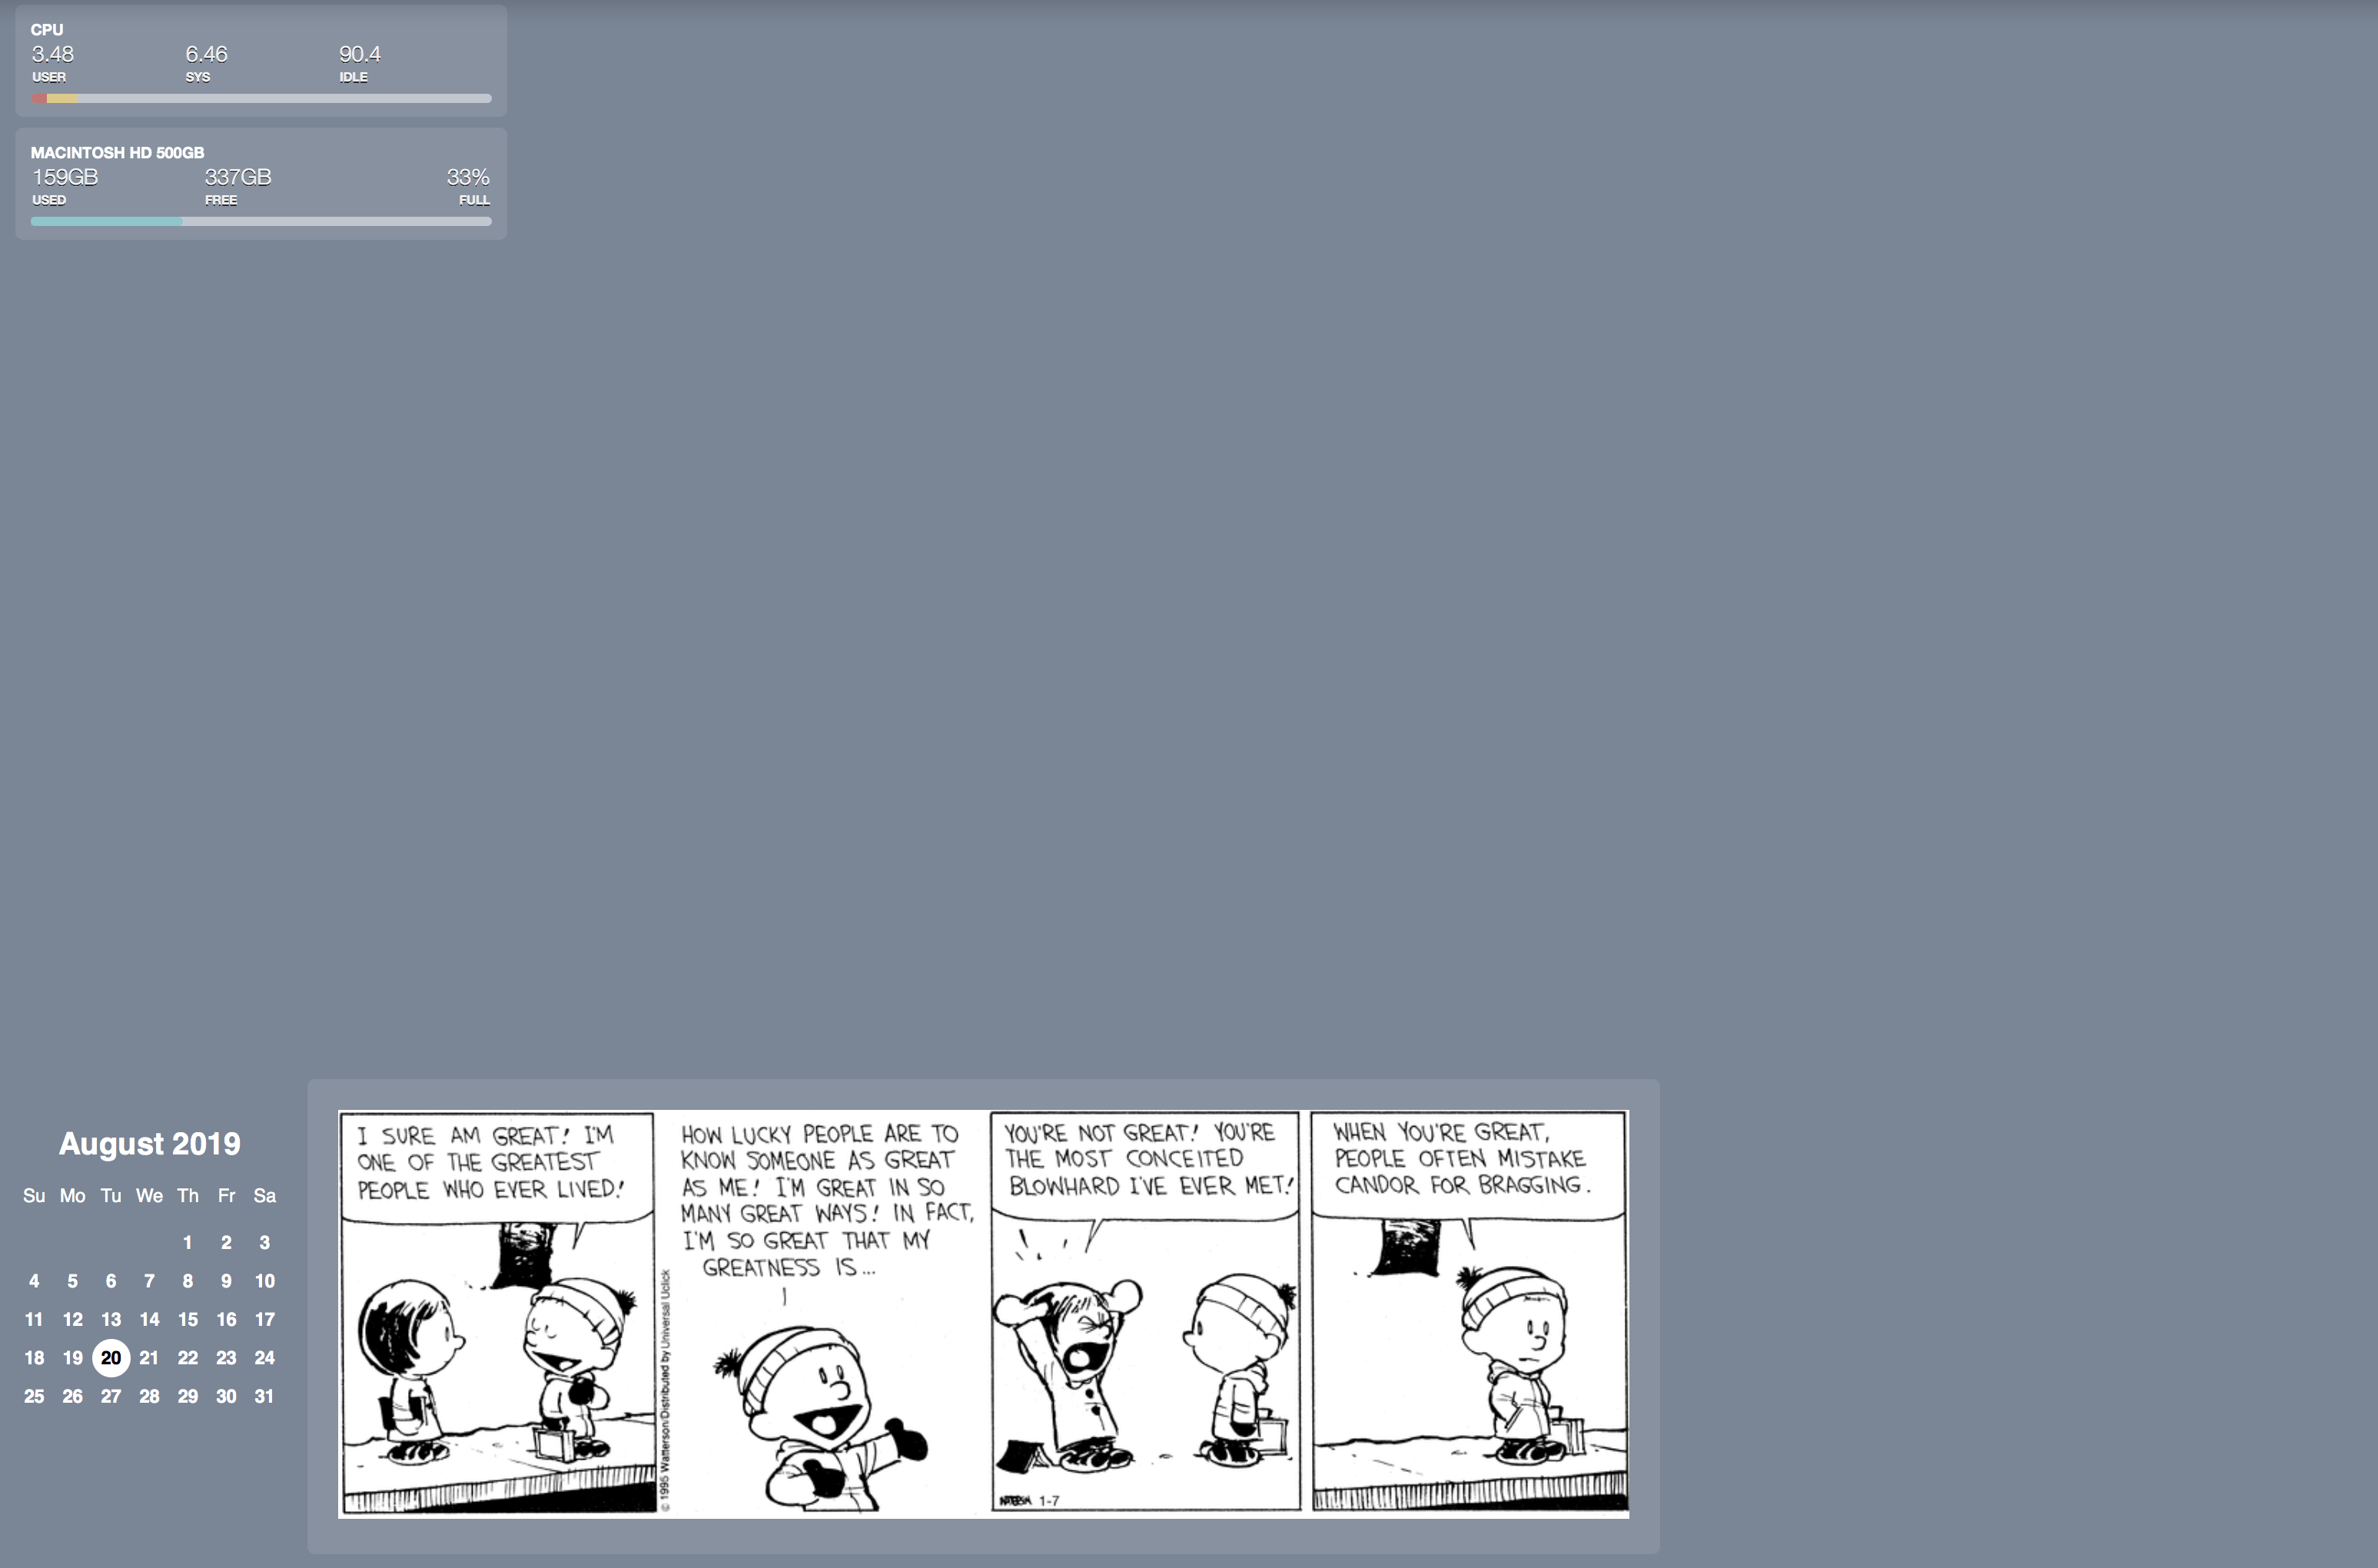 CPU
3.48 6.46 90.4
USER SYS IDLE
MACINTOSH HD 500GB
159GB 337GB 33%
USED FREE FULL
August 2019
Su Mo Tu We Th Fr Sa
1 2 3
4 5 6 7 8 9 10
11 12 13 14 15 16 17
18 19 20 21 22 23 24
25 26 27 28 29 30 31
I SURE AM GREAT! I'M
ONE OF THE GREATEST
PEOPLE WHO EVER LIVED!
© 1995 Watterson/Distributed by Universal Uclick
HOW LUCKY PEOPLE ARE TO
KNOW SOMEONE AS GREAT
AS ME! I'M GREAT IN SO
MANY GREAT WAYS! IN FACT,
I'M SO GREAT THAT MY
GREATNESS IS...
YOU'RE NOT GREAT! YOU'RE
THE MOST CONCEITED
BLOWHARD I'VE EVER MET!
1-7
WHEN YOU'RE GREAT,
PEOPLE OFTEN MISTAKE
CANDOR FOR BRAGGING.